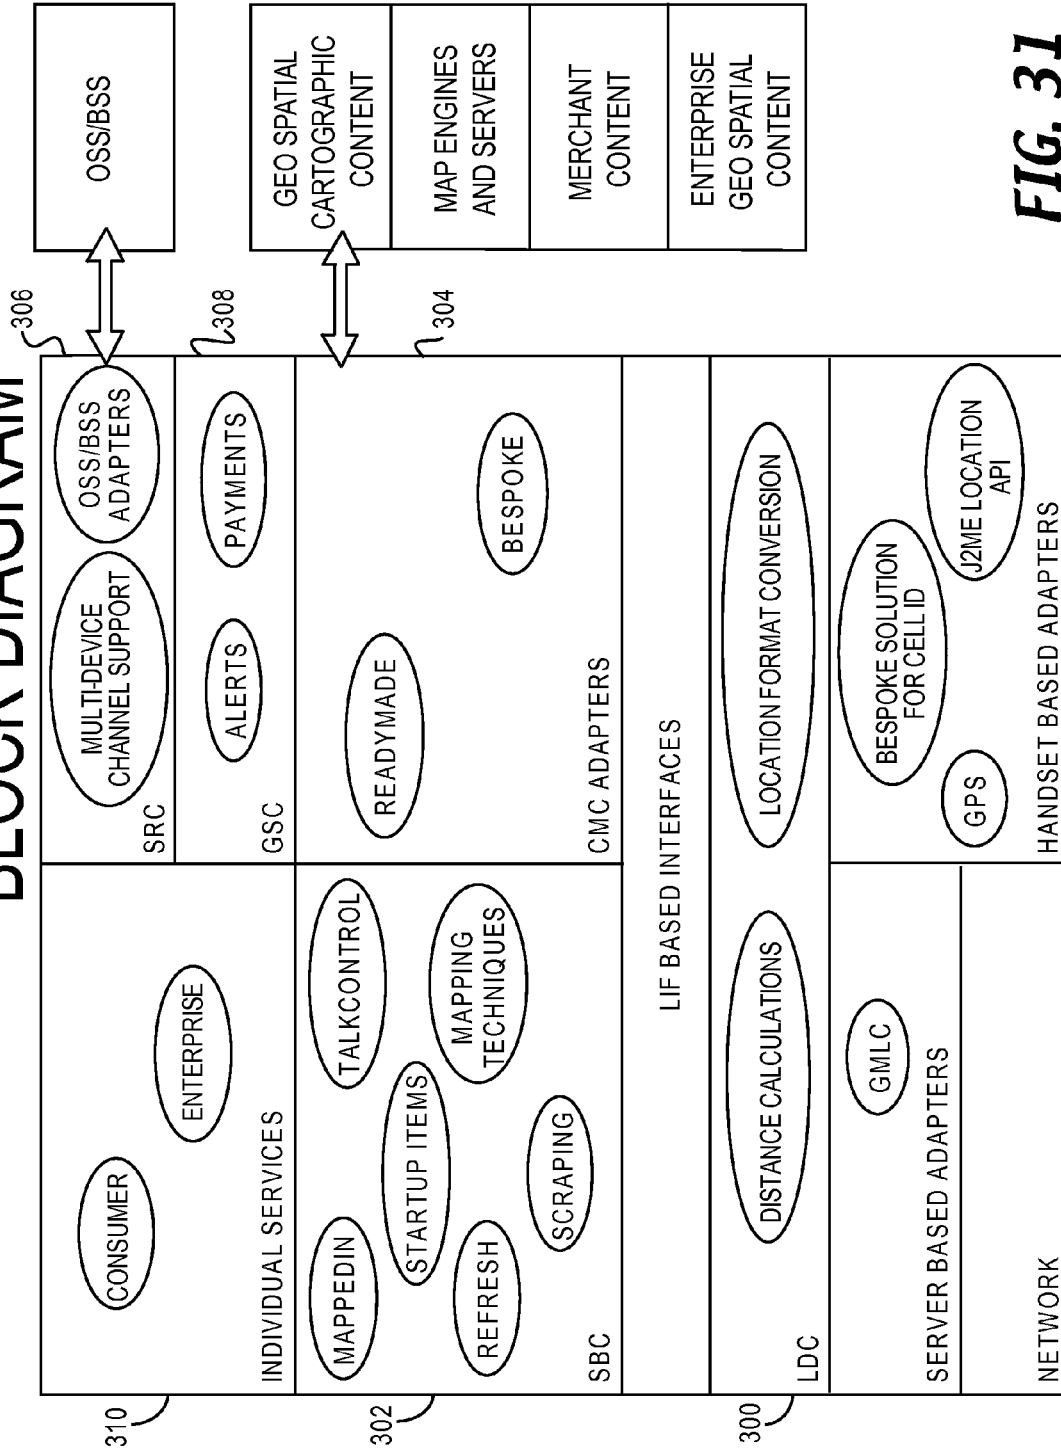 BLOCK DIAGRAM
310
CONSUMER
ENTERPRISE
INDIVIDUAL SERVICES
MULTI-DEVICE
CHANNEL SUPPORT
OSS/BSS
ADAPTERS
SRC
306
OSS/BSS
ALERTS
PAYMENTS
GSC
308
302
MAPPEDIN
TALKCONTROL
STARTUP ITEMS
REFRESH
MAPPING
TECHNIQUES
SCRAPING
SBC
READYMADE
BESPOKE
CMC ADAPTERS
304
GEO SPATIAL
CARTOGRAPHIC
CONTENT
MAP ENGINES
AND SERVERS
MERCHANT
CONTENT
ENTERPRISE
GEO SPATIAL
CONTENT
LIF BASED INTERFACES
300
DISTANCE CALCULATIONS
LOCATION FORMAT CONVERSION
LDC
GMLC
SERVER BASED ADAPTERS
NETWORK
BESPOKE SOLUTION
FOR CELL ID
GPS
J2ME LOCATION
API
HANDSET BASED ADAPTERS
FIG. 31